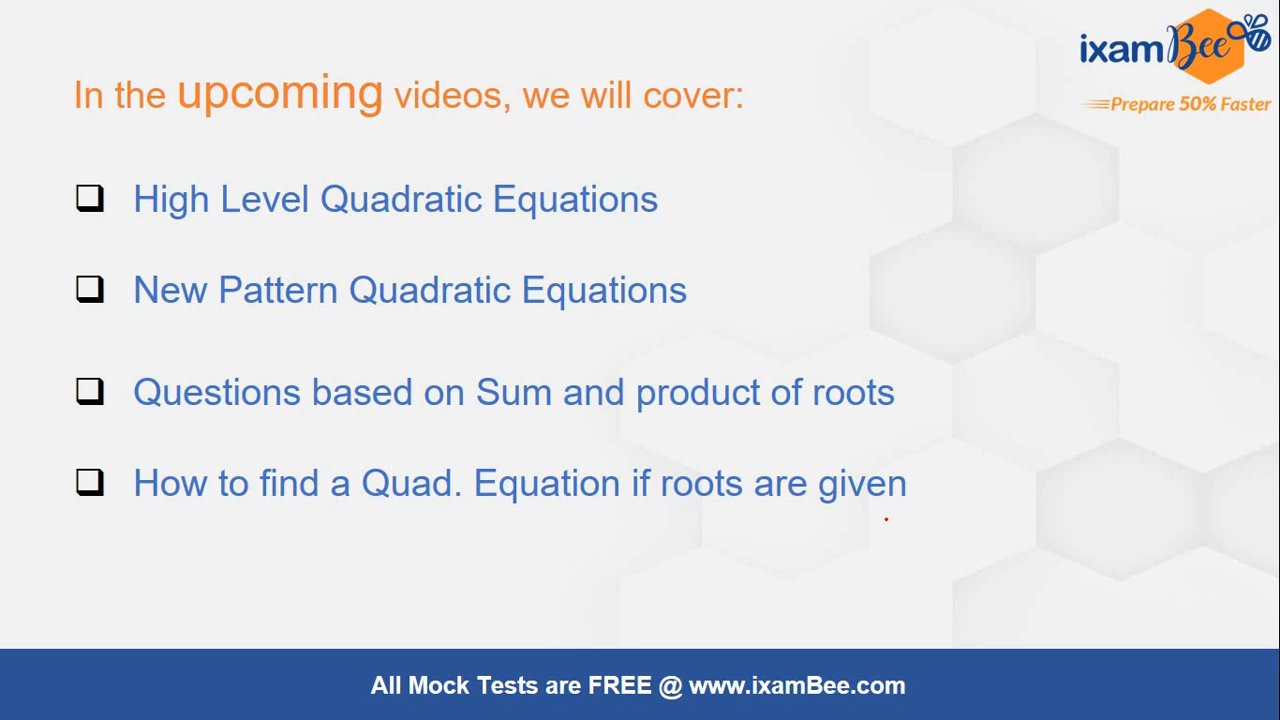 ixamBee
Prepare 50% Faster
In the upcoming videos, we will cover:
High Level Quadratic Equations
New Pattern Quadratic Equations
Questions based on Sum and product of roots
How to find a Quad. Equation if roots are given
All Mock Tests are FREE @ www.ixamBee.com